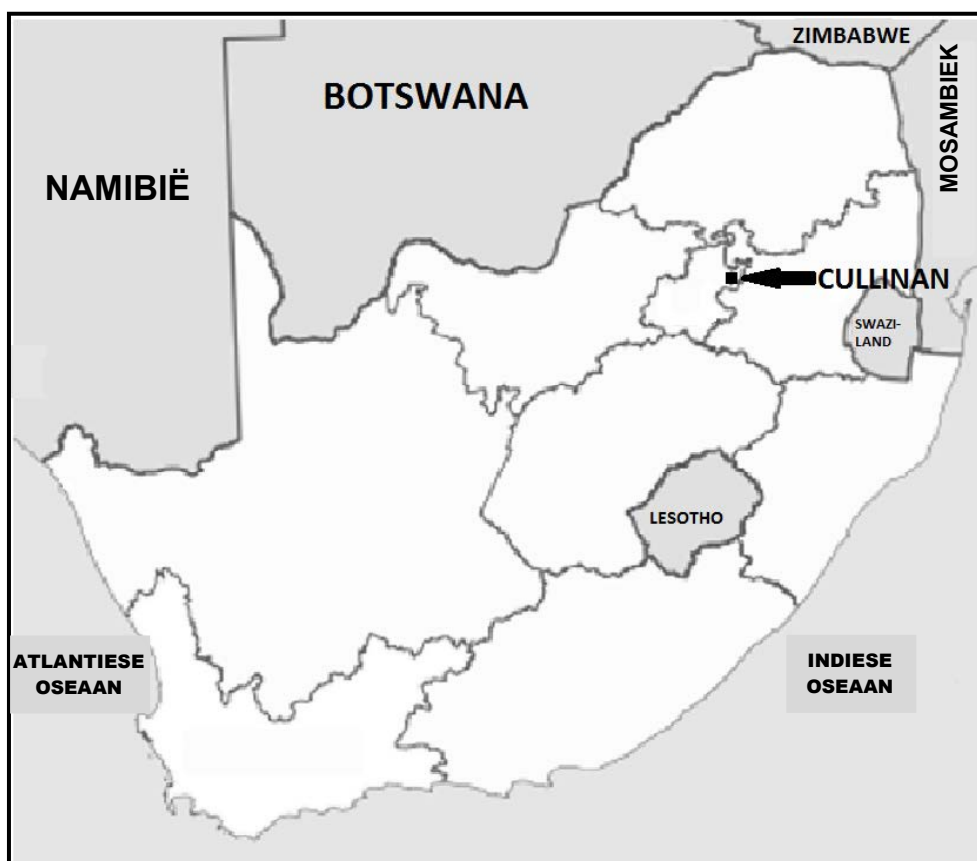 ZIMBABWE
BOTSWANA
MOSAMBIEK
NAMIBIË
CULLINAN
SWAZI-
LAND
LESOTHO
ATLANTIESE
OSEAAN
INDIESE
OSEAAN